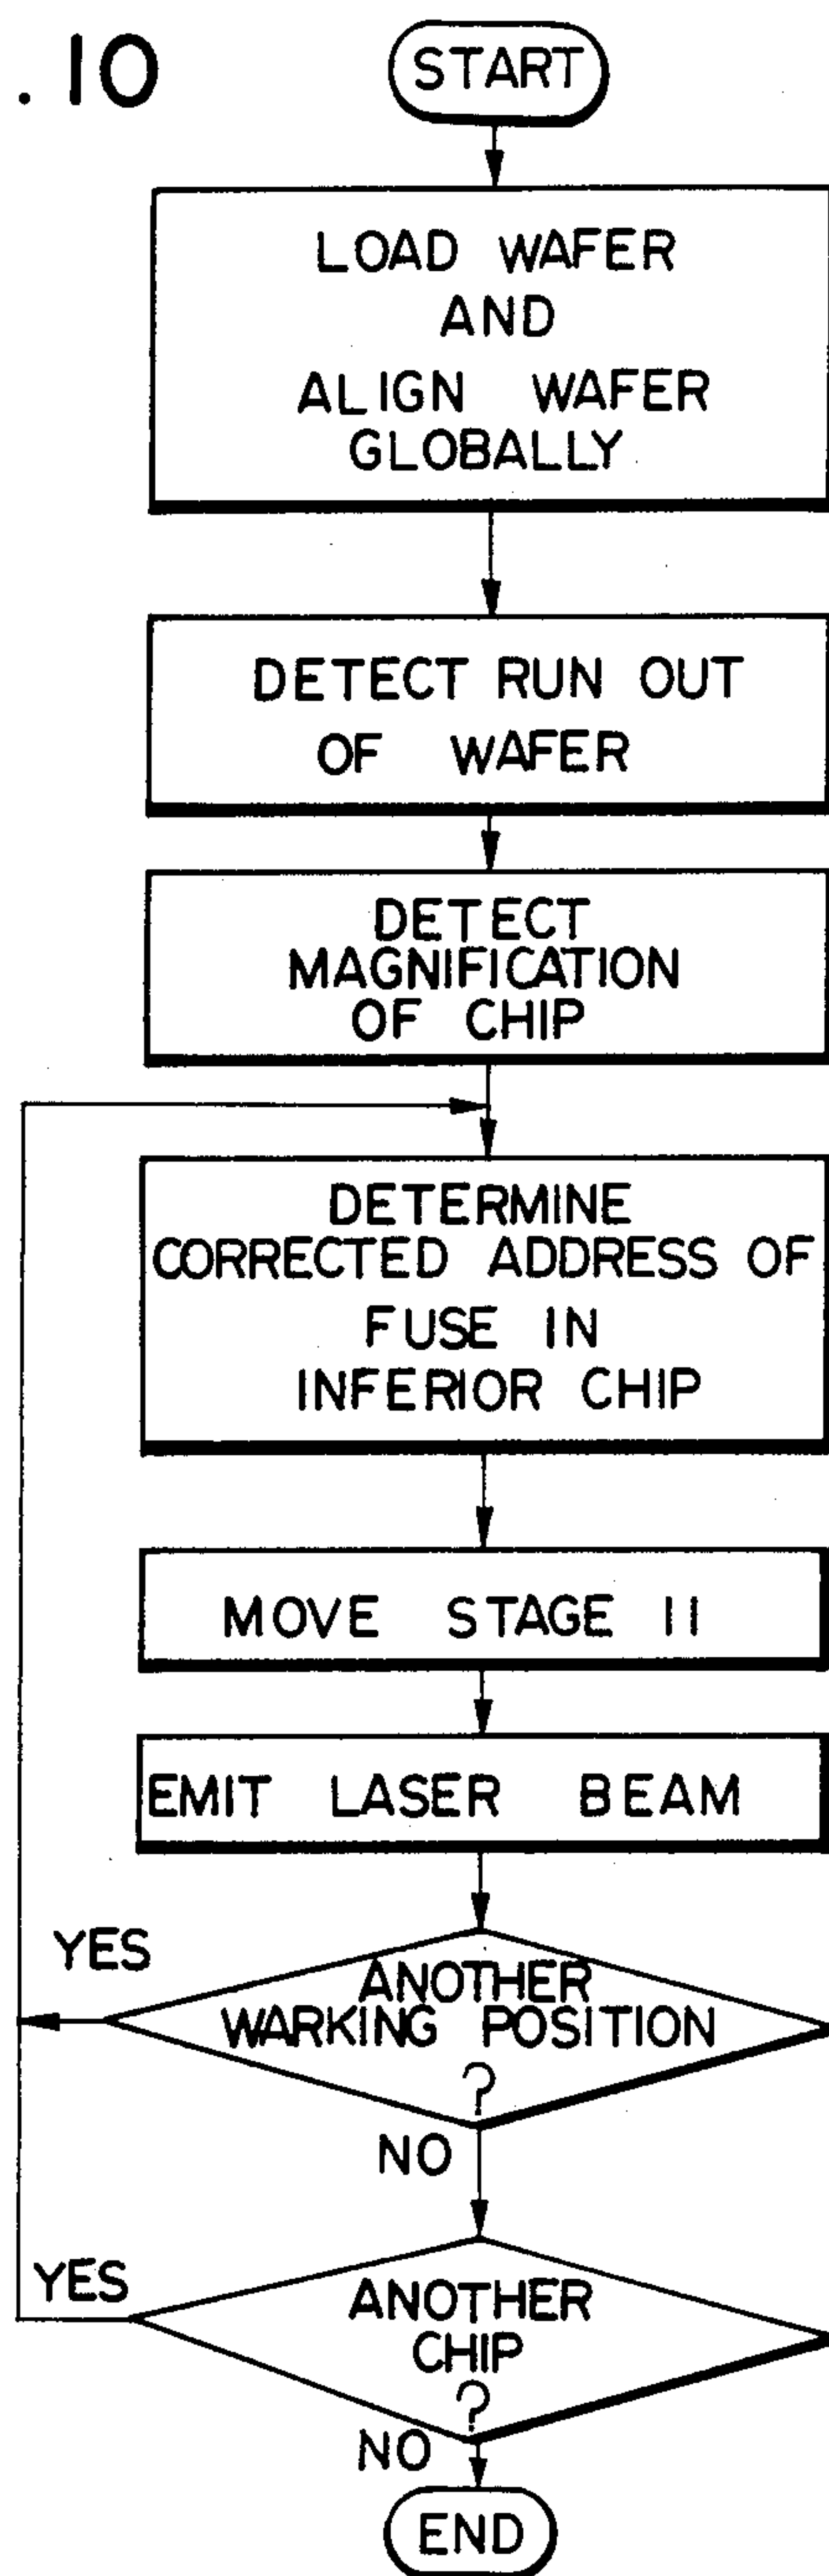 . 10
START
LOAD WAFER
AND
ALIGN WAFER
GLOBALLY
DETECT RUN OUT
OF WAFER
DETECT
MAGNIFICATION
OF CHIP
DETERMINE
CORRECTED ADDRESS OF
FUSE IN
INFERIOR CHIP
MOVE STAGE 11
EMIT LASER BEAM
YES
ANOTHER
WARKING POSITION
?
NO
YES
ANOTHER
CHIP
?
NO
END